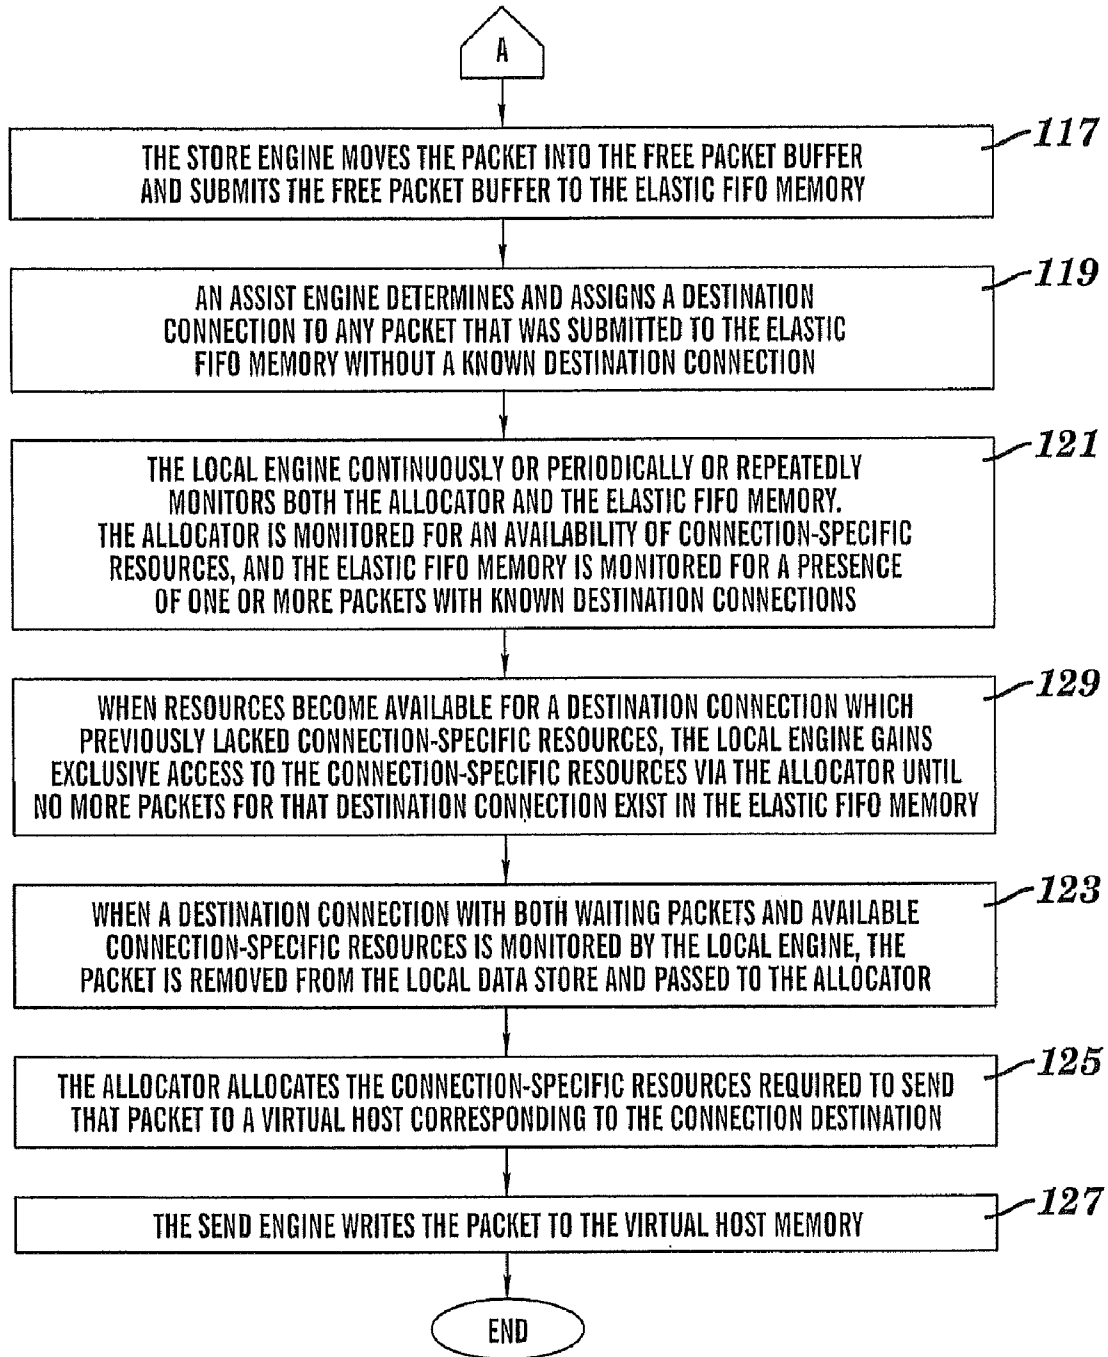 A
117
THE STORE ENGINE MOVES THE PACKET INTO THE FREE PACKET BUFFER
AND SUBMITS THE FREE PACKET BUFFER TO THE ELASTIC FIFO MEMORY
119
AN ASSIST ENGINE DETERMINES AND ASSIGNS A DESTINATION
CONNECTION TO ANY PACKET THAT WAS SUBMITTED TO THE ELASTIC
FIFO MEMORY WITHOUT A KNOWN DESTINATION CONNECTION
121
THE LOCAL ENGINE CONTINUOUSLY OR PERIODICALLY OR REPEATEDLY
MONITORS BOTH THE ALLOCATOR AND THE ELASTIC FIFO MEMORY.
THE ALLOCATOR IS MONITORED FOR AN AVAILABILITY OF CONNECTION-SPECIFIC
RESOURCES, AND THE ELASTIC FIFO MEMORY IS MONITORED FOR A PRESENCE
OF ONE OR MORE PACKETS WITH KNOWN DESTINATION CONNECTIONS
129
WHEN RESOURCES BECOME AVAILABLE FOR A DESTINATION CONNECTION WHICH
PREVIOUSLY LACKED CONNECTION-SPECIFIC RESOURCES, THE LOCAL ENGINE GAINS
EXCLUSIVE ACCESS TO THE CONNECTION-SPECIFIC RESOURCES VIA THE ALLOCATOR UNTIL
NO MORE PACKETS FOR THAT DESTINATION CONNECTION EXIST IN THE ELASTIC FIFO MEMORY
123
WHEN A DESTINATION CONNECTION WITH BOTH WAITING PACKETS AND AVAILABLE
CONNECTION-SPECIFIC RESOURCES IS MONITORED BY THE LOCAL ENGINE, THE
PACKET IS REMOVED FROM THE LOCAL DATA STORE AND PASSED TO THE ALLOCATOR
125
THE ALLOCATOR ALLOCATES THE CONNECTION-SPECIFIC RESOURCES REQUIRED TO SEND
THAT PACKET TO A VIRTUAL HOST CORRESPONDING TO THE CONNECTION DESTINATION
127
THE SEND ENGINE WRITES THE PACKET TO THE VIRTUAL HOST MEMORY
END